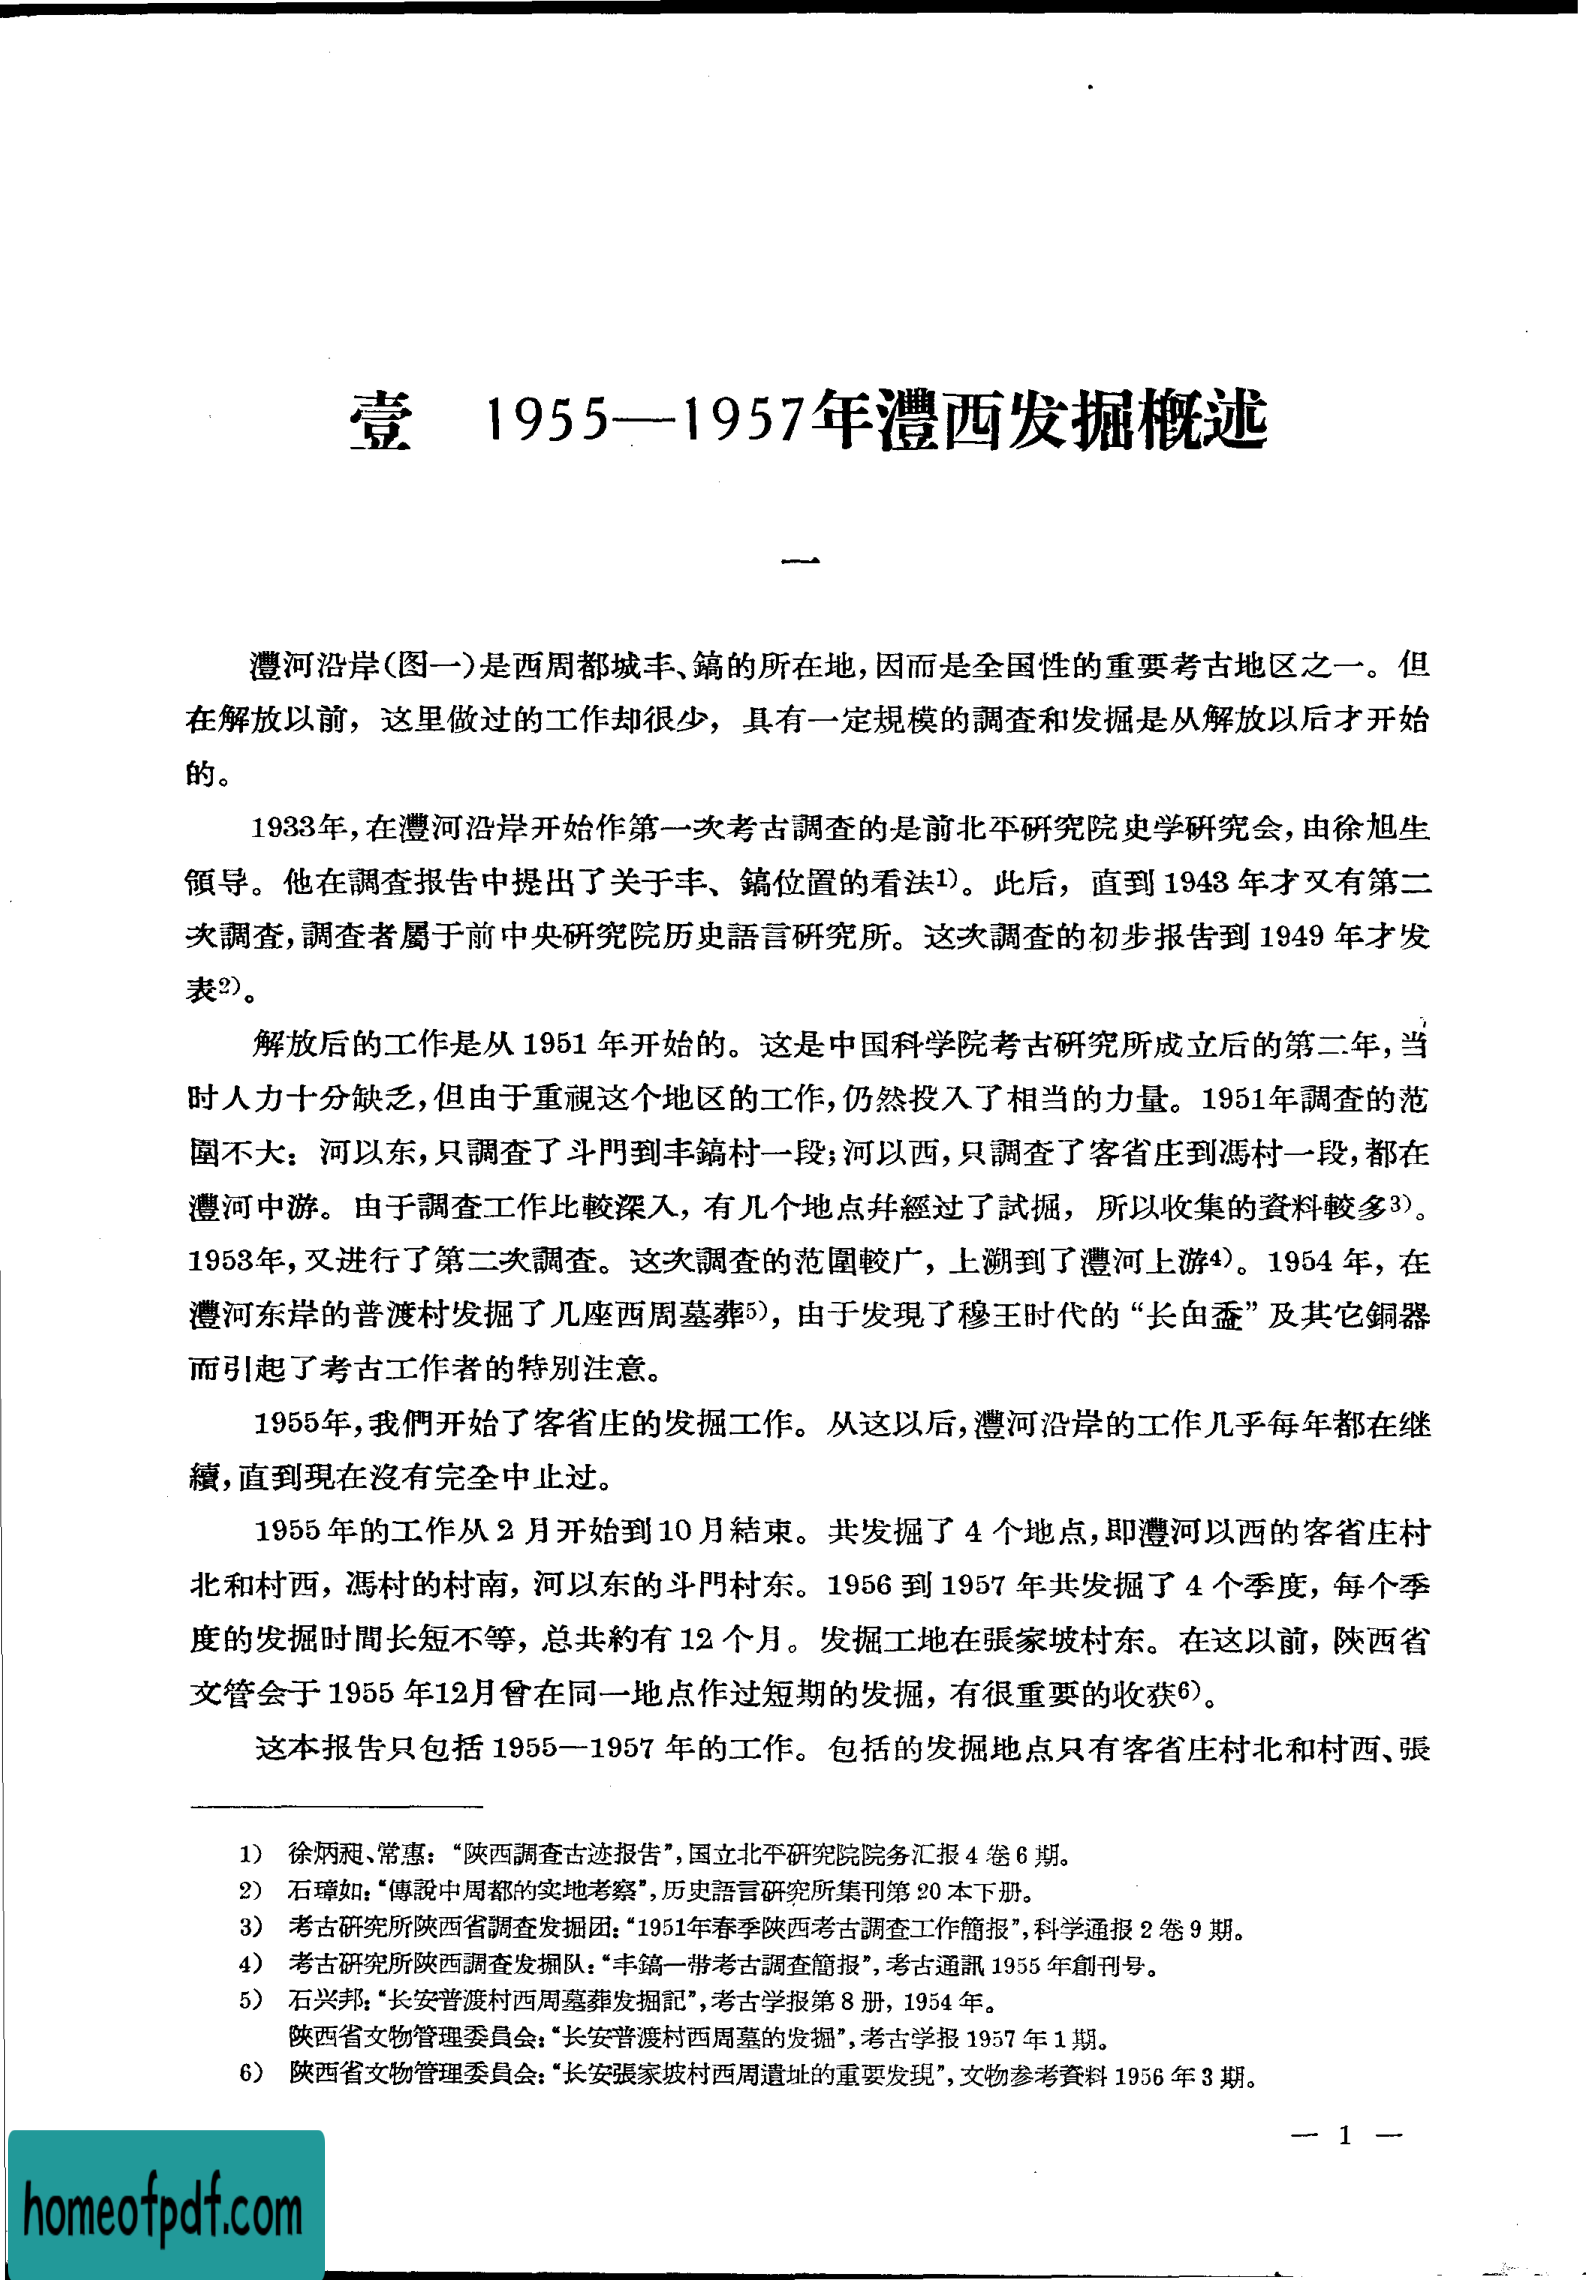 壹　1955—1957年灃西发掘概述
一
灃河沿岸(图一)是西周都城丰、鎬的所在地,因而是全国性的重要考古地区之一。但
在解放以前，这里做过的工作却很少，具有一定規模的調查和发掘是从解放以后才开始
的。
1933年,在灃河沿岸开始作第一次考古調查的是前北平研究院史学研究会,由徐旭生
領导。他在調查报告中提出了关于丰、鎬位置的看法1)。此后，直到1943年才又有第二
次調查,調查者屬于前中央研究院历史語言研究所。这次調查的初步报告到1949年才发
表2)。
解放后的工作是从1951年开始的。这是中国科学院考古研究所成立后的第二年,当
时人力十分缺乏,但由于重視这个地区的工作,仍然投入了相当的力量。1951年調查的范
圍不大：河以东,只調查了斗門到丰鎬村一段;河以西,只調查了客省庄到馮村一段,都在
灃河中游。由于調查工作比較深入，有几个地点幷經过了試掘，所以收集的資料較多3)。
1953年,又进行了第二次調查。这次調查的范圍較广，上溯到了灃河上游4)。1954年，在
灃河东岸的普渡村发掘了几座西周墓葬5)，由于发現了穆王时代的“长甶盉”及其它銅器
而引起了考古工作者的特別注意。
1955年,我們开始了客省庄的发掘工作。从这以后,灃河沿岸的工作几乎每年都在继
續,直到現在沒有完全中止过。
1955年的工作从2月开始到10月結束。共发掘了4个地点,即灃河以西的客省庄村
北和村西，馮村的村南，河以东的斗門村东。1956到1957年共发掘了4个季度，每个季
度的发掘时間长短不等，总共約有12个月。发掘工地在張家坡村东。在这以前，陝西省
文管会于1955年12月曾在同一地点作过短期的发掘，有很重要的收获6)。
这本报告只包括1955—1957年的工作。包括的发掘地点只有客省庄村北和村西、張
1)　徐炳昶、常惠：“陝西調查古迹报告”,国立北平研究院院务汇报4卷6期。
2)　石璋如：“傳說中周都的实地考察”,历史語言研究所集刊第20本下册。
3)　考古研究所陝西省調查发掘团：“1951年春季陝西考古調查工作簡报”,科学通报2卷9期。
4)　考古研究所陝西調查发掘队：“丰鎬一带考古調查簡报”,考古通訊1955年創刊号。
5)　石兴邦：“长安普渡村西周墓葬发掘記”,考古学报第8册，1954年。
陝西省文物管理委員会：“长安普渡村西周墓的发掘”,考古学报1957年1期。
6)　陝西省文物管理委員会：“长安張家坡村西周遺址的重要发現”,文物参考資料1956年3期。
— 1 —
homeofpdf.com